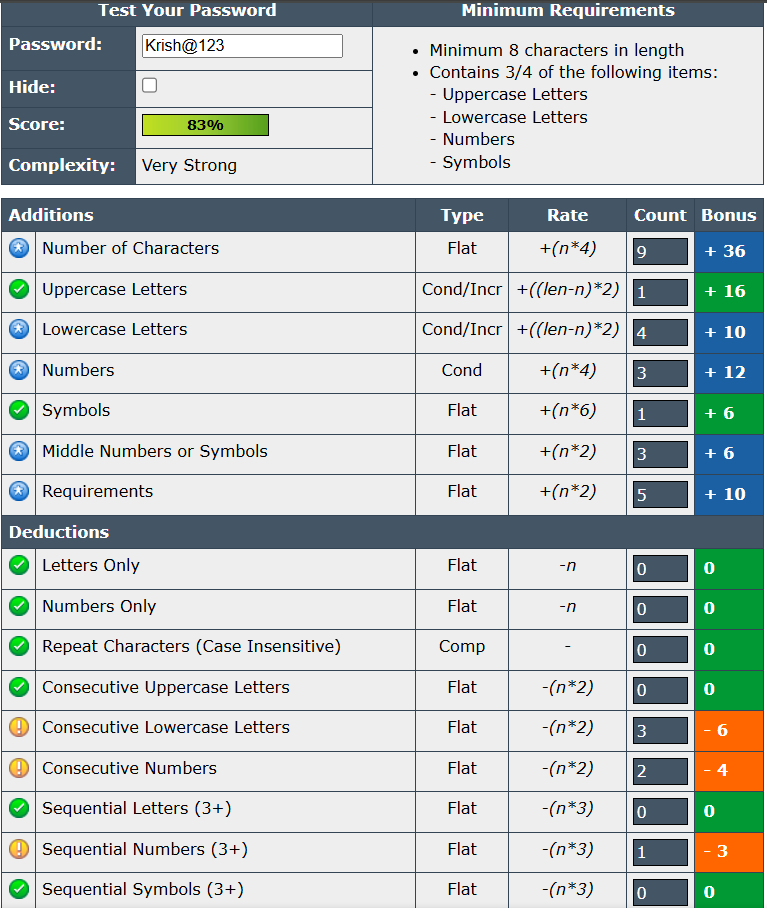 Test Your Password Minimum Requirements
Password: Krish@123
Hide:
Score: 83%
Complexity: Very Strong
• Minimum 8 characters in length
• Contains 3/4 of the following items:
- Uppercase Letters
- Lowercase Letters
- Numbers
- Symbols
Additions Type Rate Count Bonus
Number of Characters Flat +(n*4) 9 + 36
Uppercase Letters Cond/Incr +((len-n)*2) 1 + 16
Lowercase Letters Cond/Incr +((len-n)*2) 4 + 10
Numbers Cond +(n*4) 3 + 12
Symbols Flat +(n*6) 1 + 6
Middle Numbers or Symbols Flat +(n*2) 3 + 6
Requirements Flat +(n*2) 5 + 10
Deductions
Letters Only Flat -n 0 0
Numbers Only Flat -n 0 0
Repeat Characters (Case Insensitive) Comp - 0 0
Consecutive Uppercase Letters Flat -(n*2) 0 0
Consecutive Lowercase Letters Flat -(n*2) 3 - 6
Consecutive Numbers Flat -(n*2) 2 - 4
Sequential Letters (3+) Flat -(n*3) 0 0
Sequential Numbers (3+) Flat -(n*3) 1 - 3
Sequential Symbols (3+) Flat -(n*3) 0 0